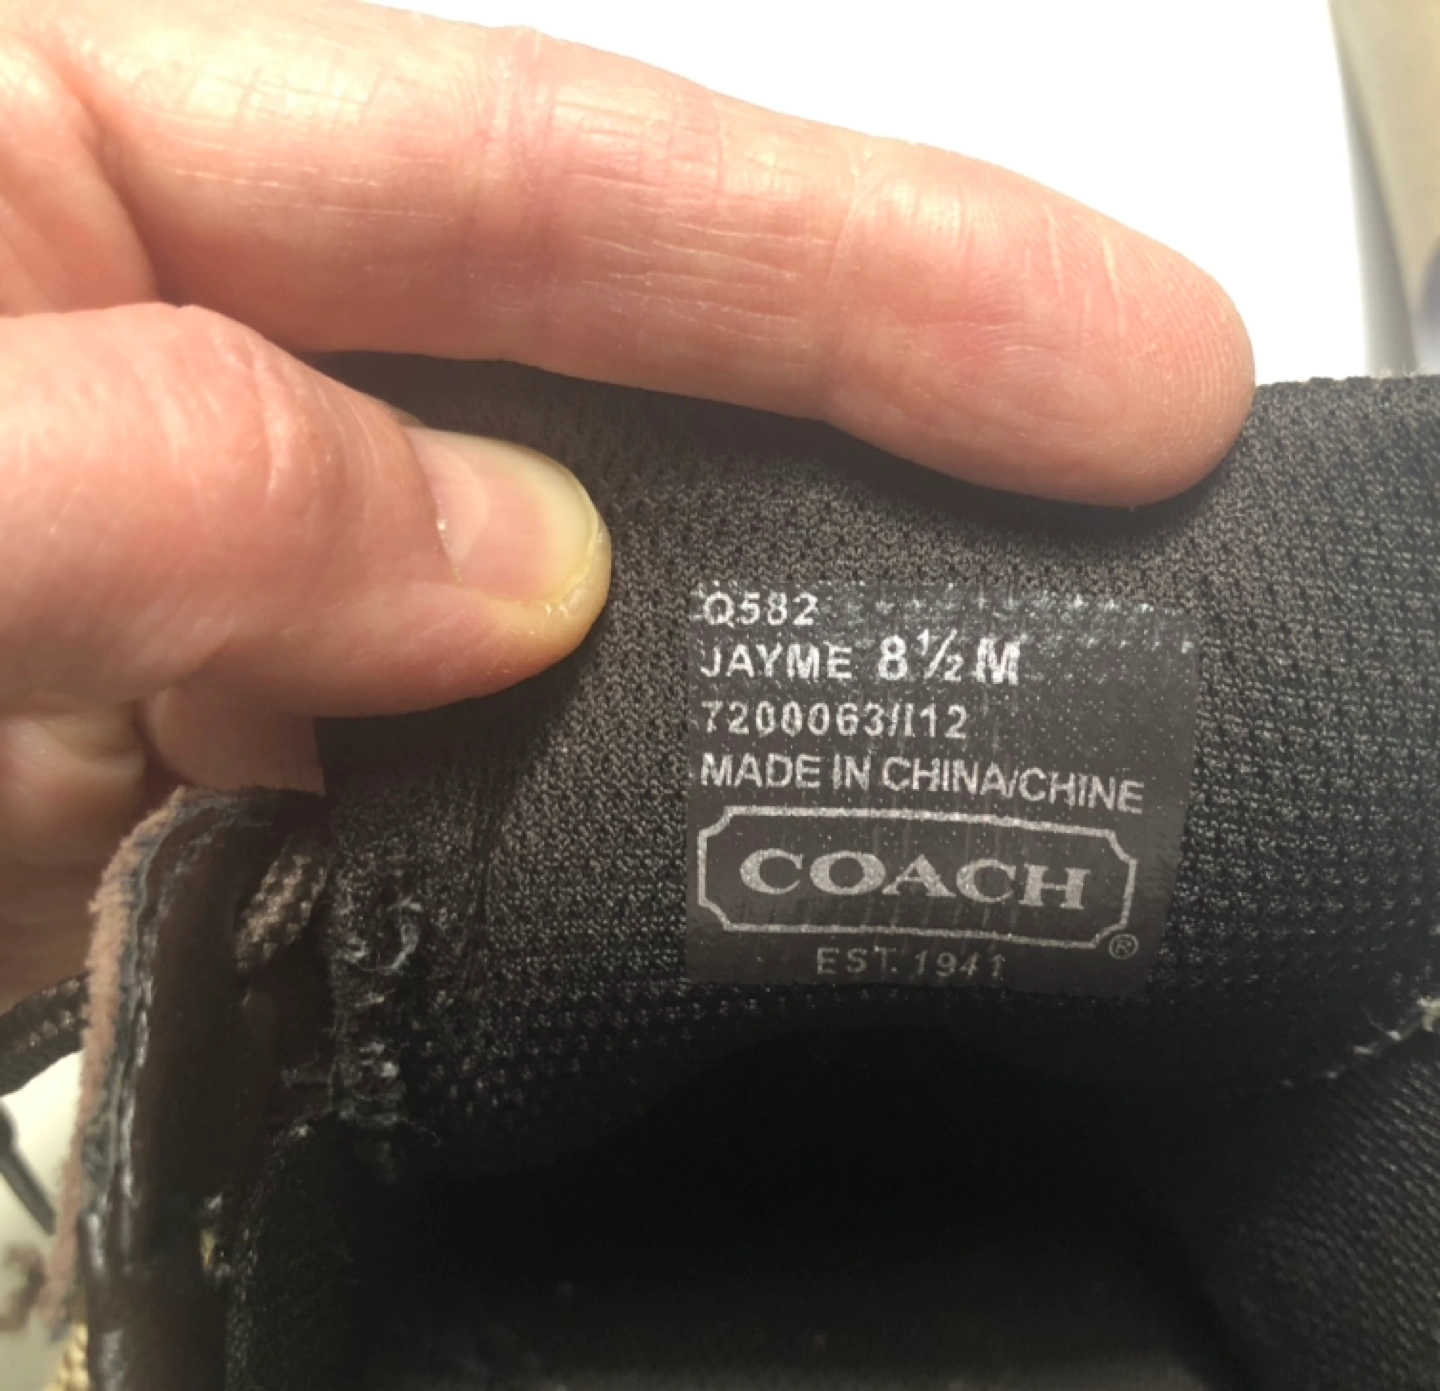 Q582
JAYME 8½ M
7200063/I12
MADE IN CHINA/CHINE
COACH
®
EST. 1941